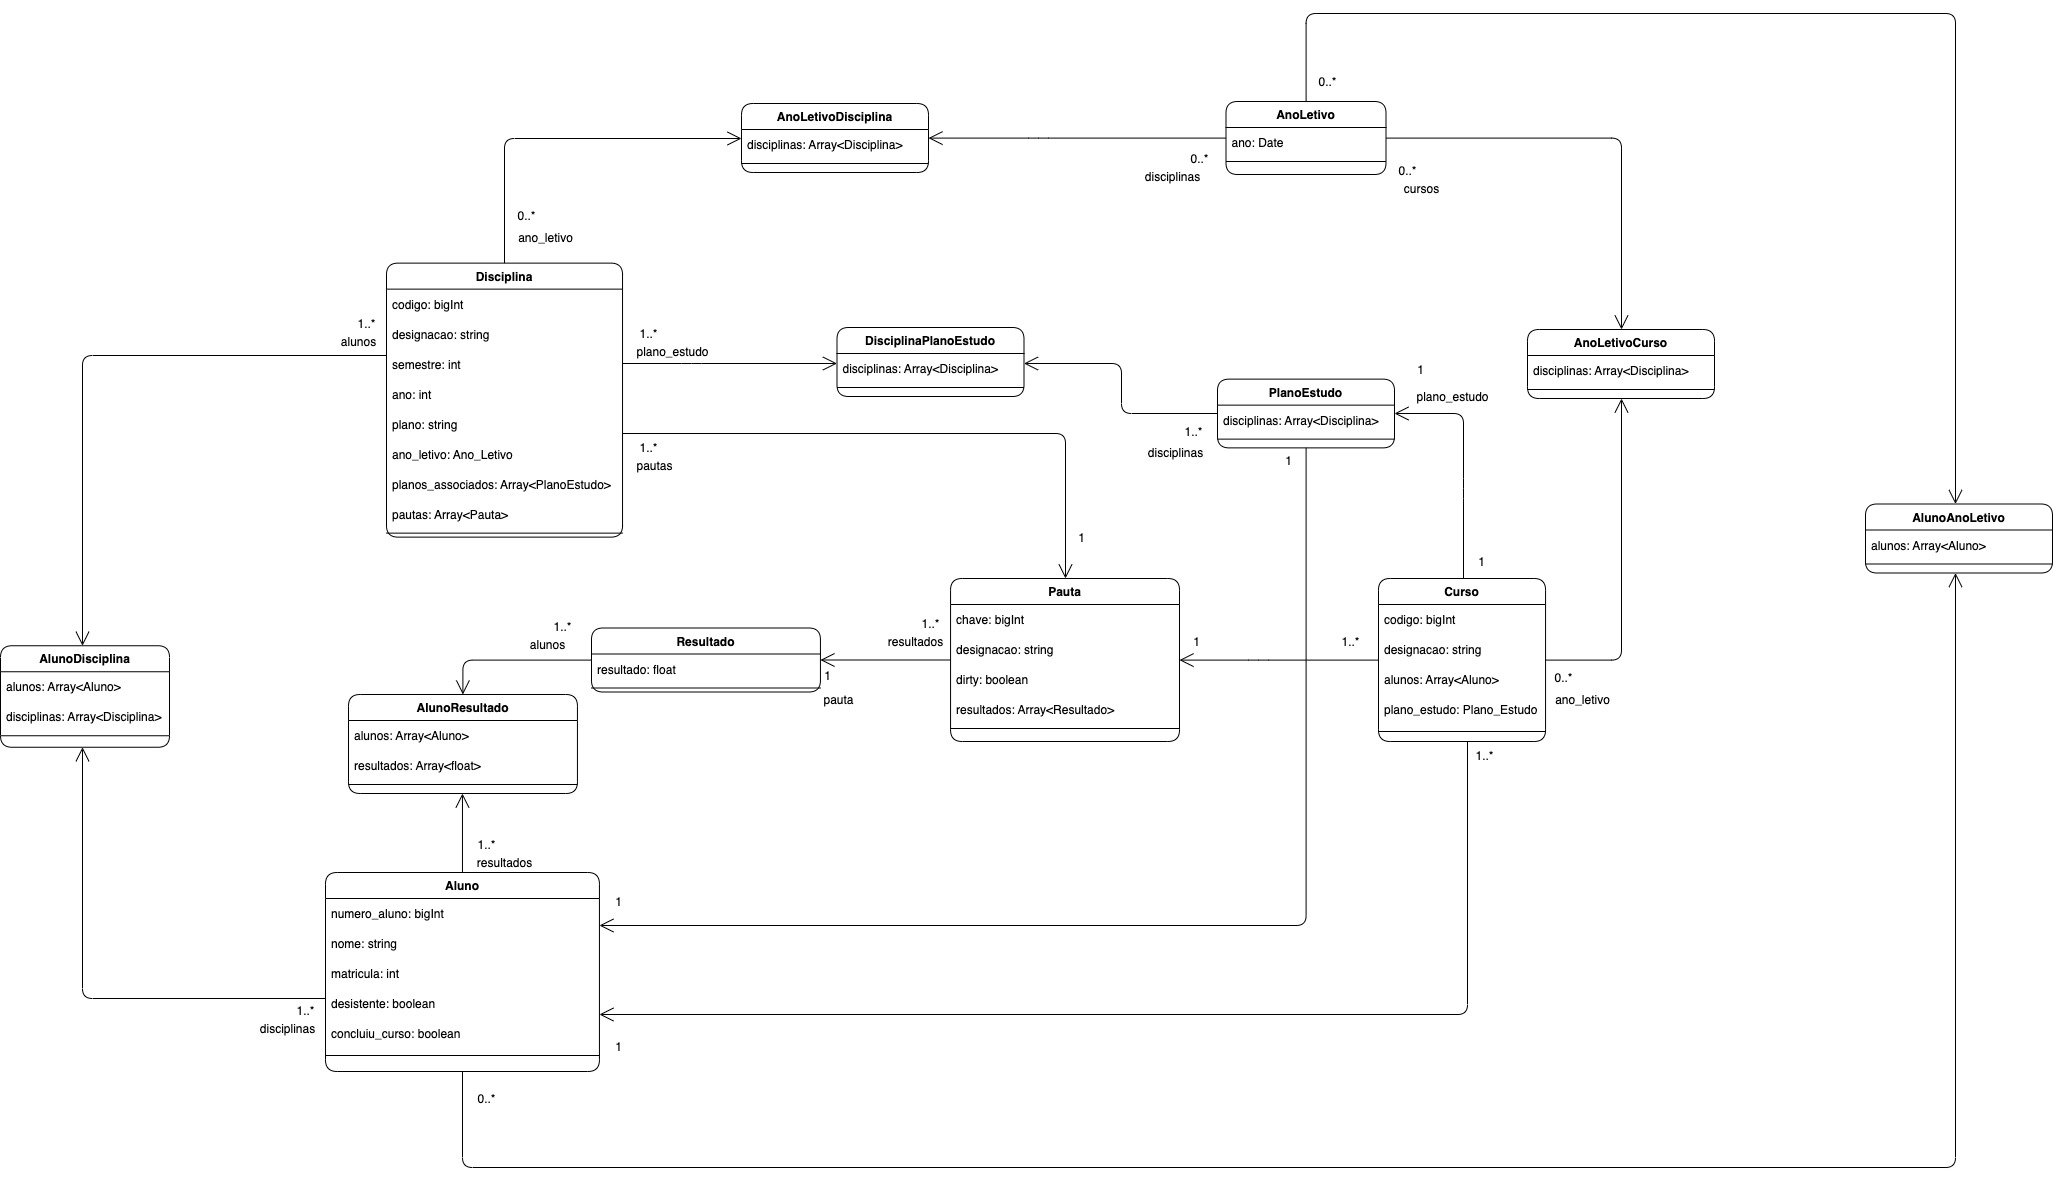 0..*
AnoLetivoDisciplina
disciplinas: Array<Disciplina>
AnoLetivo
ano: Date
0..*
disciplinas
0..*
cursos
0..*
ano_letivo
Disciplina
codigo: bigInt
designacao: string
semestre: int
ano: int
plano: string
ano_letivo: Ano_Letivo
planos_associados: Array<PlanoEstudo>
pautas: Array<Pauta>
1..*
alunos
1..*
plano_estudo
1..*
pautas
DisciplinaPlanoEstudo
disciplinas: Array<Disciplina>
PlanoEstudo
disciplinas: Array<Disciplina>
1..*
disciplinas
1
1
plano_estudo
AnoLetivoCurso
disciplinas: Array<Disciplina>
AlunoAnoLetivo
alunos: Array<Aluno>
1
1
Pauta
chave: bigInt
designacao: string
dirty: boolean
resultados: Array<Resultado>
Curso
codigo: bigInt
designacao: string
alunos: Array<Aluno>
plano_estudo: Plano_Estudo
1
1..*
0..*
ano_letivo
1..*
1..*
resultados
1
pauta
Resultado
resultado: float
1..*
alunos
AlunoDisciplina
alunos: Array<Aluno>
disciplinas: Array<Disciplina>
AlunoResultado
alunos: Array<Aluno>
resultados: Array<float>
1..*
resultados
Aluno
numero_aluno: bigInt
nome: string
matricula: int
desistente: boolean
concluiu_curso: boolean
1
1
1..*
disciplinas
0..*